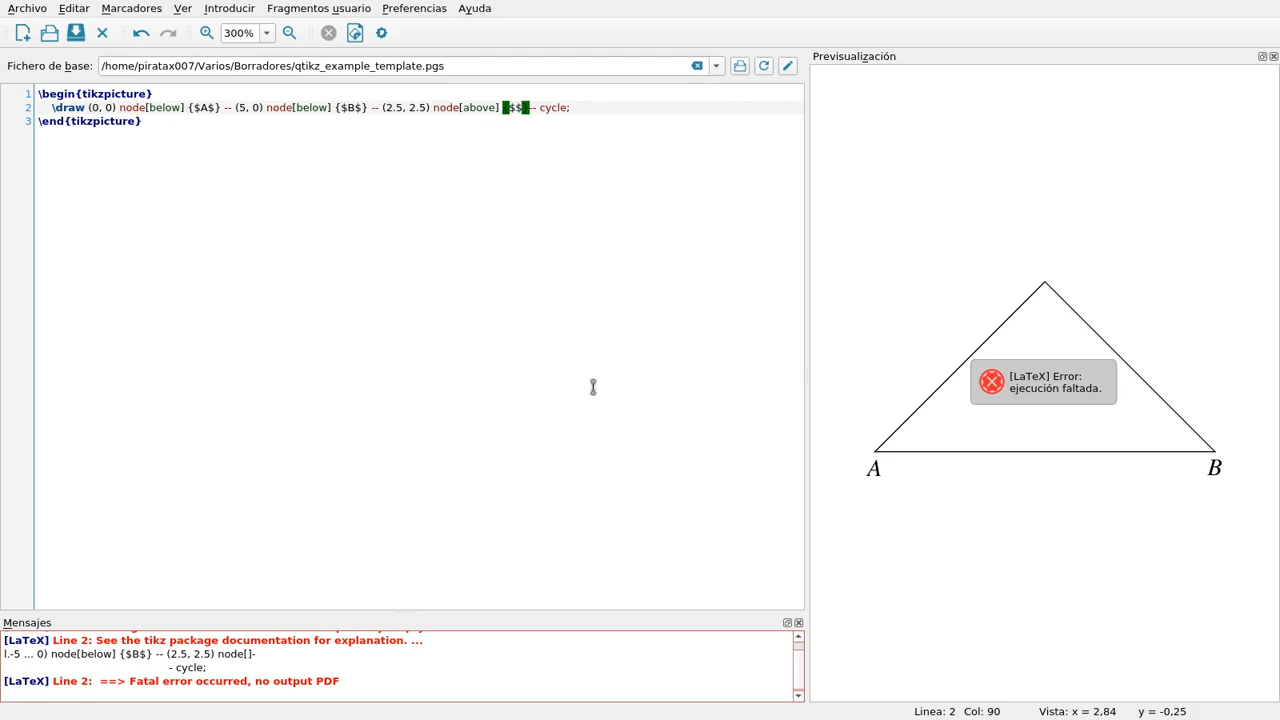 Archivo Editar Marcadores Ver Introducir Fragmentos usuario Preferencias Ayuda
300%
Fichero de base: /home/piratax007/Varios/Borradores/qtikz_example_template.pgs
Previsualización
1 \begin{tikzpicture}
2 \draw (0, 0) node[below] {$A$} -- (5, 0) node[below] {$B$} -- (2.5, 2.5) node[above] {$$}-- cycle;
3 \end{tikzpicture}
[LaTeX] Error:
ejecución faltada.
A B
Mensajes
[LaTeX] Line 2: See the tikz package documentation for explanation. ...
l.-5 ... 0) node[below] {$B$} -- (2.5, 2.5) node[]-
- cycle;
[LaTeX] Line 2: ==> Fatal error occurred, no output PDF
Linea: 2 Col: 90 Vista: x = 2,84 y = -0,25